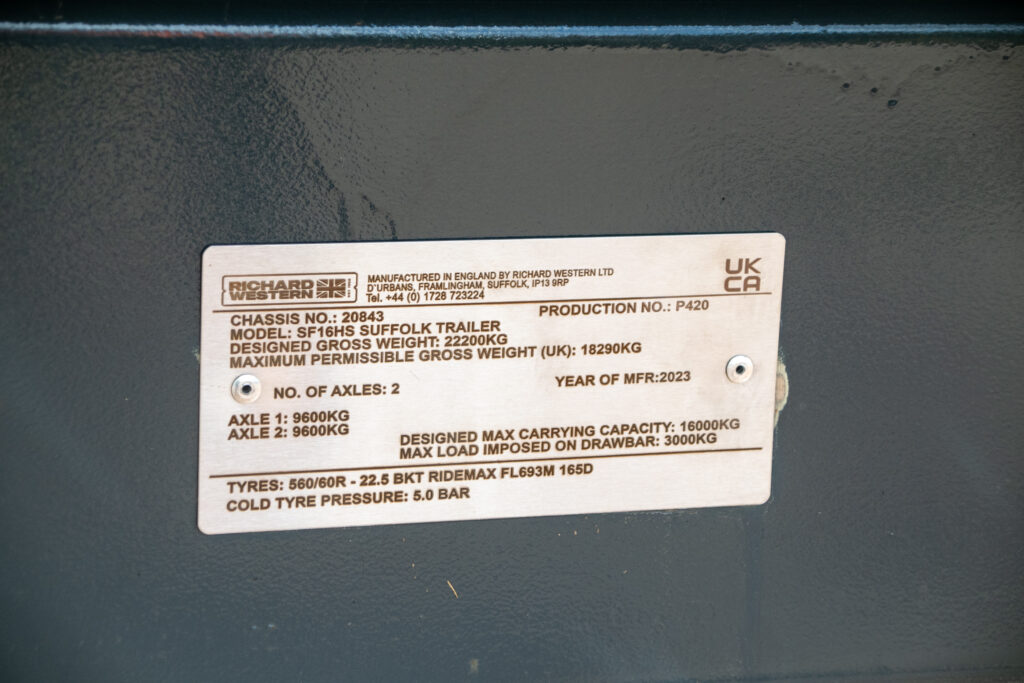 RICHARD WESTERN
MANUFACTURED IN ENGLAND BY RICHARD WESTERN LTD
D'URBANS, FRAMLINGHAM, SUFFOLK, IP13 9RP
Tel. +44 (0) 1728 723224
UK
CA
CHASSIS NO.: 20843
PRODUCTION NO.: P420
MODEL: SF16HS SUFFOLK TRAILER
DESIGNED GROSS WEIGHT: 22200KG
MAXIMUM PERMISSIBLE GROSS WEIGHT (UK): 18290KG
NO. OF AXLES: 2
YEAR OF MFR:2023
AXLE 1: 9600KG
AXLE 2: 9600KG
DESIGNED MAX CARRYING CAPACITY: 16000KG
MAX LOAD IMPOSED ON DRAWBAR: 3000KG
TYRES: 560/60R - 22.5 BKT RIDEMAX FL693M 165D
COLD TYRE PRESSURE: 5.0 BAR